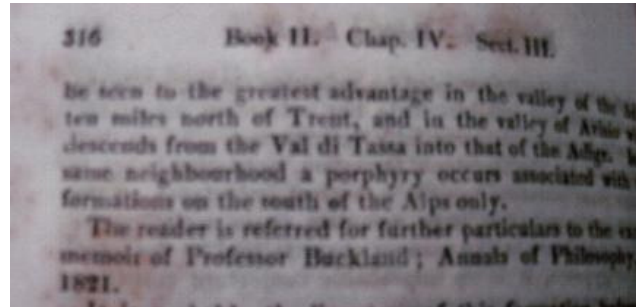 316 Book II. Chap. IV. Sect. III.
be seen to the greatest advantage in the valley of the
ten miles north of Trent, and in the valley of
descends from the Val di Tassa into that of the Adige.
same neighbourhood a porphyry occurs associated with
formations on the south of the Alps only.
The reader is referred for further particulars to the
memoir of Professor Buckland; Annals of Philosophy,
1821.